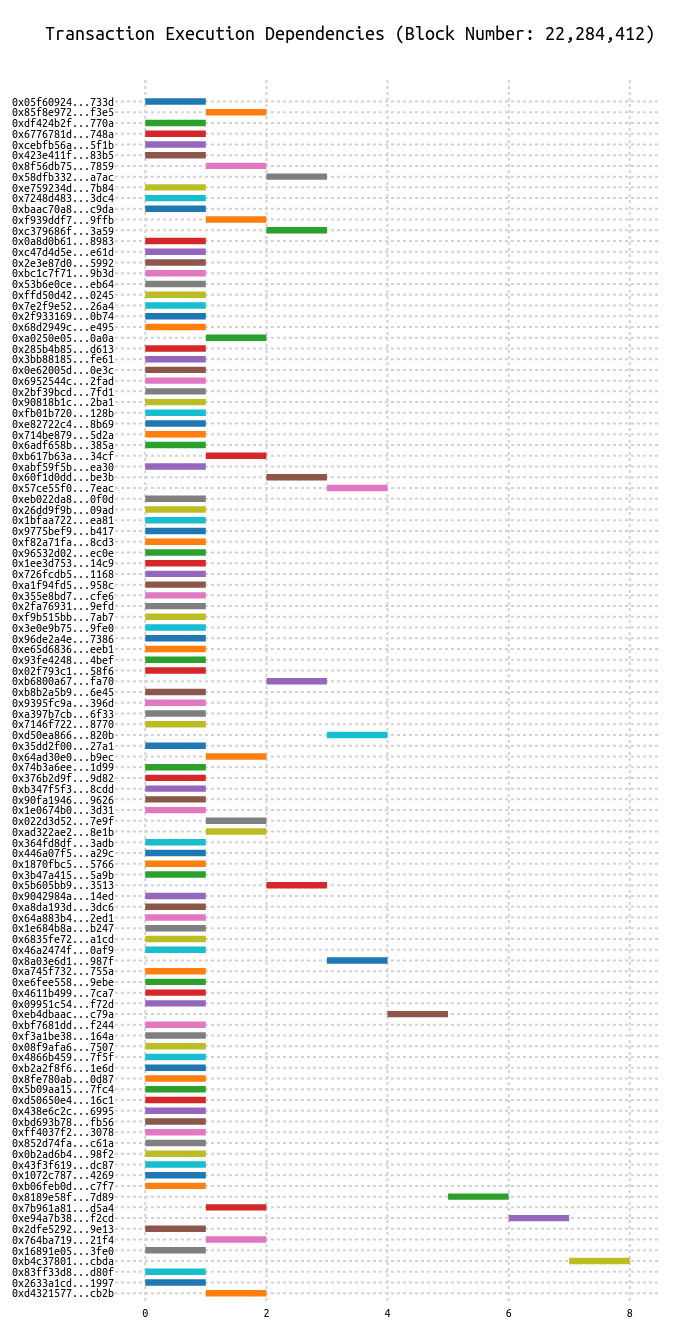 Transaction Execution Dependencies (Block Number: 22,284,412)
0x05f60924...733d
0x85f8e972...f3e5
0xdf424b2f...770a
0x6776781d...748a
0xcebfb56a...5f1b
0x423e411f...83b5
0x8f56db75...7859
0x58dfb332...a7ac
0xe759234d...7b84
0x7248d483...3dc4
0xbaac70a8...c9da
0xf939ddf7...9ffb
0xc379686f...3a59
0x0a8d0b61...8983
0xc47d4d5e...e61d
0x2e3e87d0...5992
0xbc1c7f71...9b3d
0x53b6e0ce...eb64
0xffd50d42...0245
0x7e2f9e52...26a4
0x2f933169...0b74
0x68d2949c...e495
0xa0250e05...0a0a
0x285b4b85...d613
0x3bb88185...fe61
0x0e62005d...0e3c
0x6952544c...2fad
0x2bf39bcd...7fd1
0x90818b1c...2ba1
0xfb01b720...128b
0xe82722c4...8b69
0x714be879...5d2a
0x6adf658b...385a
0xb617b63a...34cf
0xabf59f5b...ea30
0x60f1d0dd...be3b
0x57ce55f0...7eac
0xeb022da8...0f0d
0x26dd9f9b...09ad
0x1bfaa722...ea81
0x9775bef9...b417
0xf82a71fa...8cd3
0x96532d02...ec0e
0x1ee3d753...14c9
0x726fcdb5...1168
0xa1f94fd5...958c
0x355e8bd7...cfe6
0x2fa76931...9efd
0xf9b515bb...7ab7
0x3e0e9b75...9fe0
0x96de2a4e...7386
0xe65d6836...eeb1
0x93fe4248...4bef
0x02f793c1...58f6
0xb6800a67...fa70
0xb8b2a5b9...6e45
0x9395fc9a...396d
0xa397b7cb...6f33
0x7146f722...8770
0xd50ea866...820b
0x35dd2f00...27a1
0x64ad30e0...b9ec
0x74b3a6ee...1d99
0x376b2d9f...9d82
0xb347f5f3...8cdd
0x90fa1946...9626
0x1e0674b0...3d31
0x022d3d52...7e9f
0xad322ae2...8e1b
0x364fd8df...3adb
0x446a07f5...a29c
0x1870fbc5...5766
0x3b47a415...5a9b
0x5b605bb9...3513
0x9042984a...14ed
0xa8da193d...3dc6
0x64a883b4...2ed1
0x1e684b8a...b247
0x6835fe72...a1cd
0x46a2474f...0af9
0x8a03e6d1...987f
0xa745f732...755a
0xe6fee558...9ebe
0x4611b499...7ca7
0x09951c54...f72d
0xeb4dbaac...c79a
0xbf7681dd...f244
0xf3a1be38...164a
0x08f9afa6...7507
0x4866b459...7f5f
0xb2a2f8f6...1e6d
0x8fe780ab...0d87
0x5b09aa15...7fc4
0xd50650e4...16c1
0x438e6c2c...6995
0xbd693b78...fb56
0xff4037f2...3078
0x852d74fa...c61a
0x0b2ad6b4...98f2
0x43f3f619...dc87
0x1072c787...4269
0xb06feb0d...c7f7
0x8189e58f...7d89
0x7b961a81...d5a4
0xe94a7b38...f2cd
0x2dfe5292...9e13
0x764ba719...21f4
0x16891e05...3fe0
0xb4c37801...cbda
0x83ff33d8...d80f
0x2633a1cd...1997
0xd4321577...cb2b
0 2 4 6 8